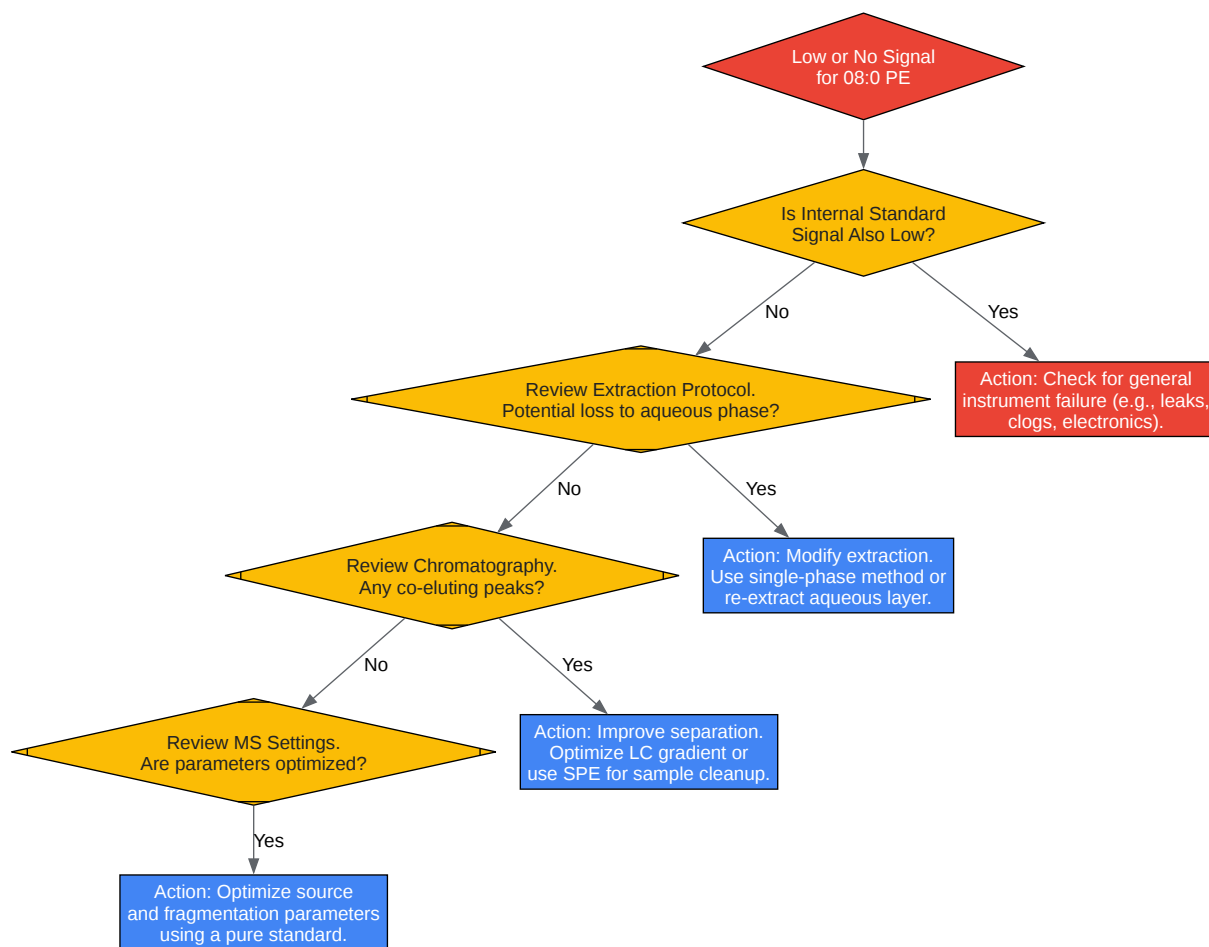 Low or No Signal
for 08:0 PE
Is Internal Standard
Signal Also Low?
No
Yes
Review Extraction Protocol.
Potential loss to aqueous phase?
Action: Check for general
instrument failure (e.g., leaks,
clogs, electronics).
No
Yes
Review Chromatography.
Any co-eluting peaks?
Action: Modify extraction.
Use single-phase method or
re-extract aqueous layer.
No
Yes
Review MS Settings.
Are parameters optimized?
Action: Improve separation.
Optimize LC gradient or
use SPE for sample cleanup.
Yes
Action: Optimize source
and fragmentation parameters
using a pure standard.